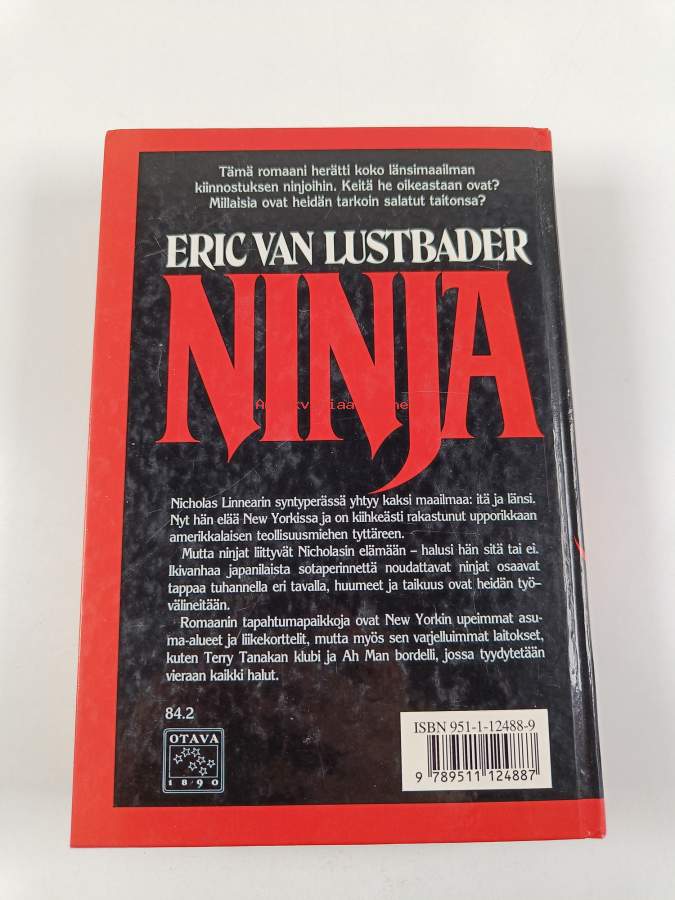 Tämä romaani herätti koko länsimaailman
kiinnostuksen ninjoihin. Keitä he oikeastaan ovat?
Millaisia ovat heidän tarkoin salatut taitonsa?
ERIC VAN LUSTBADER
NINJA
Nicholas Linnearin syntyperässä yhtyy kaksi maailmaa: itä ja länsi.
Nyt hän elää New Yorkissa ja on kiihkeästi rakastunut upporikkaan
amerikkalaisen teollisuusmiehen tyttäreen.
Mutta ninjat liittyvät Nicholasin elämään – halusi hän sitä tai ei.
Ikivanhaa japanilaista sotaperinnettä noudattavat ninjat osaavat
tappaa tuhannella eri tavalla, huumeet ja taikuus ovat heidän työ-
välineitään.
Romaanin tapahtumapaikkoja ovat New Yorkin upeimmat asu-
ma-alueet ja liikekorttelit, mutta myös sen varjelluimmat laitokset,
kuten Terry Tanakan klubi ja Ah Man bordelli, jossa tyydytetään
vieraan kaikki halut.
84.2
OTAVA
1890
ISBN 951-1-12488-9
9 789511 124887